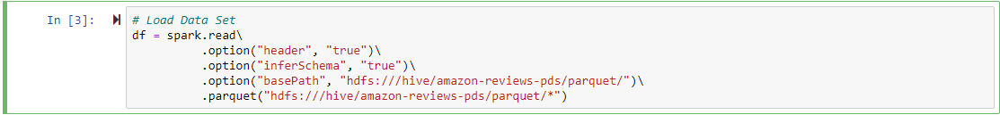 In [3]: # Load Data Set
df = spark.read\
.option("header", "true")\
.option("inferSchema", "true")\
.option("basePath", "hdfs:///hive/amazon-reviews-pds/parquet/")\
.parquet("hdfs:///hive/amazon-reviews-pds/parquet/*")